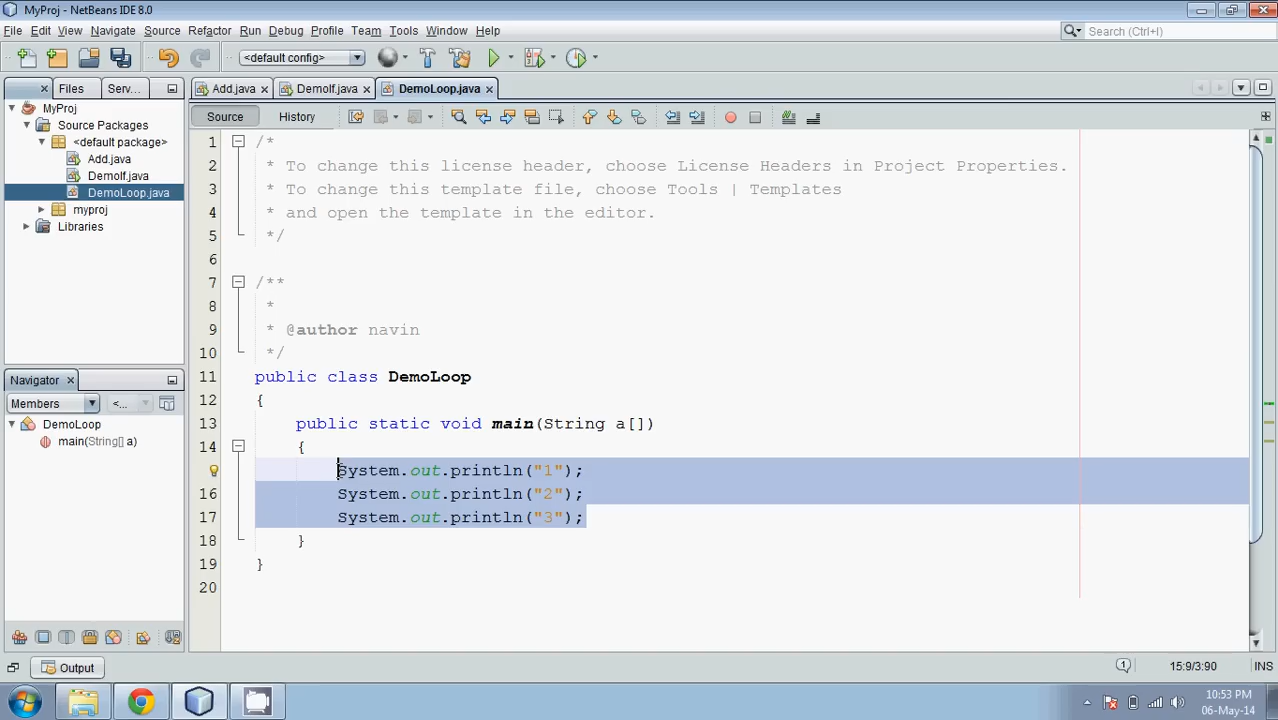 MyProj - NetBeans IDE 8.0
File Edit View Navigate Source Refactor Run Debug Profile Team Tools Window Help
Search (Ctrl+I)
<default config>
Files Serv...
Add.java DemoIf.java DemoLoop.java
Source History
MyProj
Source Packages
<default package>
Add.java
DemoIf.java
DemoLoop.java
myproj
Libraries
Navigator
Members <...
DemoLoop
main(String[] a)
1 /*
2 * To change this license header, choose License Headers in Project Properties.
3 * To change this template file, choose Tools | Templates
4 * and open the template in the editor.
5 */
6
7 /**
8 *
9 * @author navin
10 */
11 public class DemoLoop
12 {
13 public static void main(String a[])
14 {
System.out.println("1");
16 System.out.println("2");
17 System.out.println("3");
18 }
19 }
20
Output
1
15:9/3:90 INS
10:53 PM
06-May-14